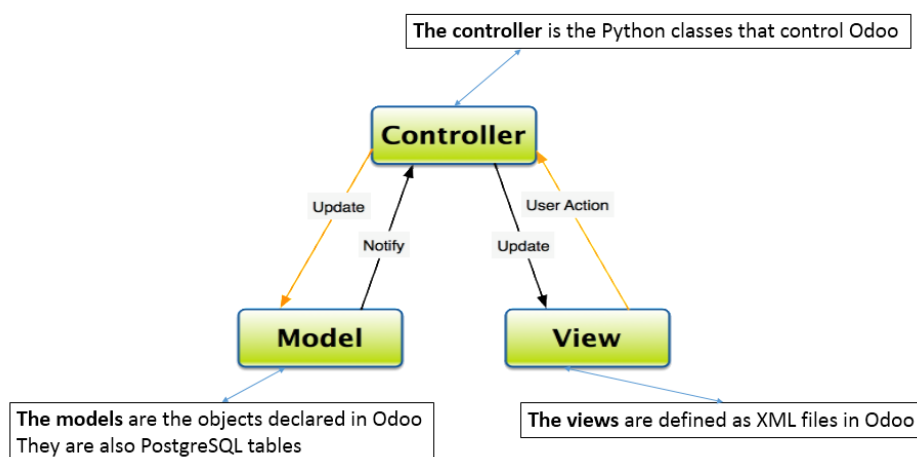 The controller is the Python classes that control Odoo
Controller
Update
User Action
Notify
Update
Model
View
The models are the objects declared in Odoo
They are also PostgreSQL tables
The views are defined as XML files in Odoo